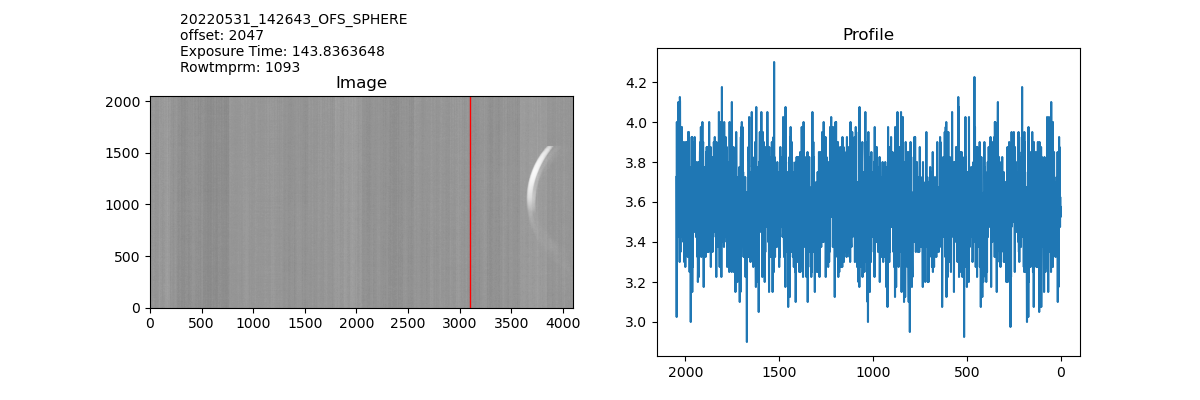 20220531_142643_OFS_SPHERE
offset: 2047
Exposure Time: 143.8363648
Rowtmprm: 1093
Image
2000
1500
1000
500
0
0 500 1000 1500 2000 2500 3000 3500 4000
Profile
4.2
4.0
3.8
3.6
3.4
3.2
3.0
2000 1500 1000 500 0